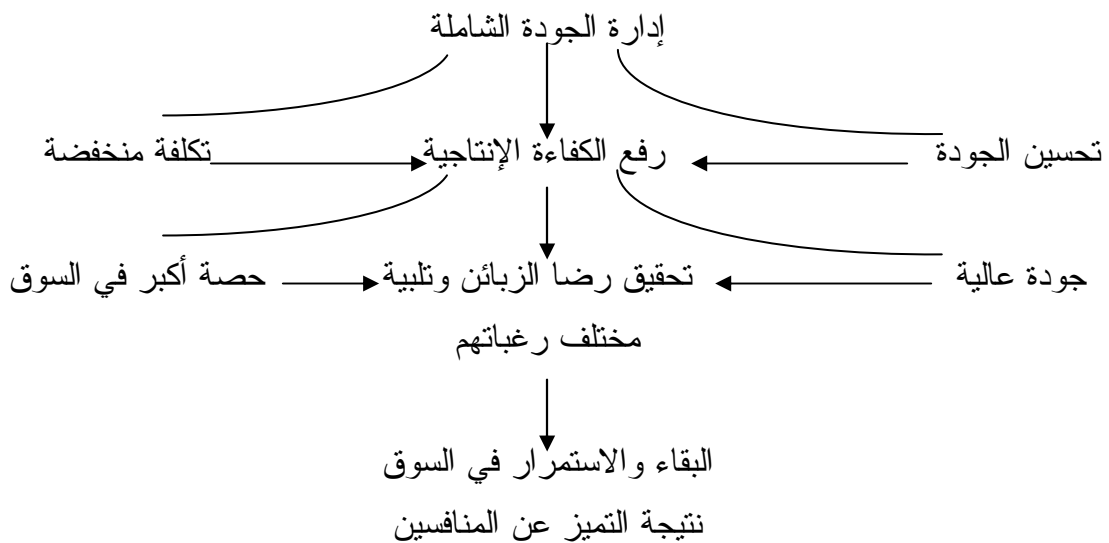 إدارة الجودة الشاملة
تحسين الجودة رفع الكفاءة الإنتاجية تكلفة منخفضة
جودة عالية تحقيق رضا الزبائن وتلبية حصة أكبر في السوق
مختلف رغباتهم
البقاء والاستمرار في السوق
نتيجة التميز عن المنافسين